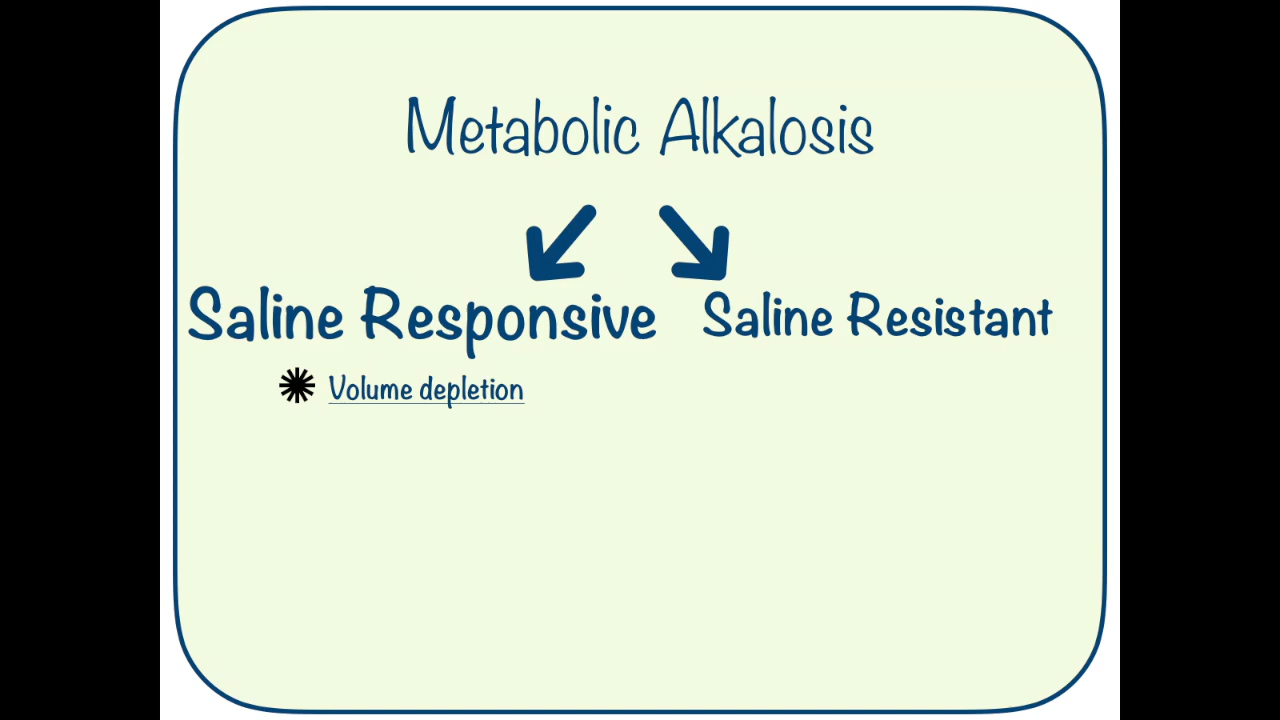 Metabolic Alkalosis
Saline Responsive Saline Resistant
Volume depletion